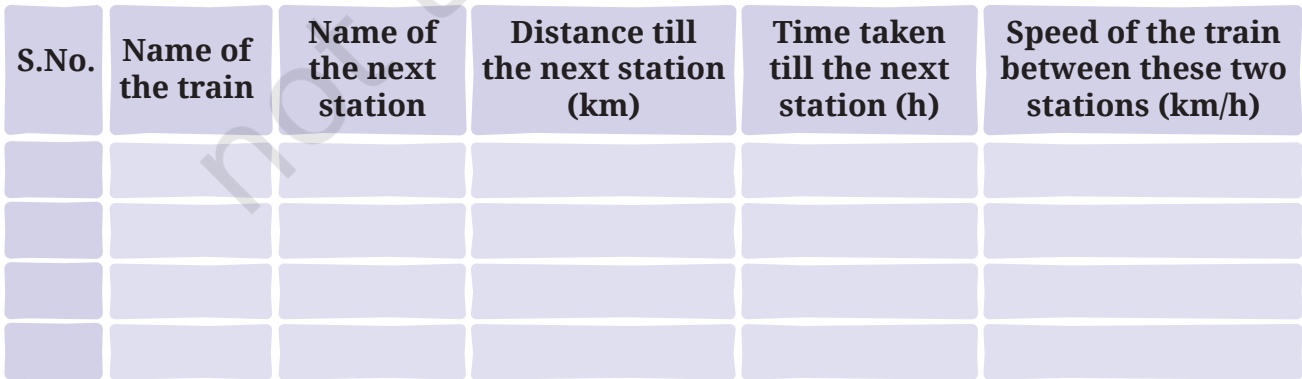 S.No.
Name of
the train
Name of
the next
station
Distance till
the next station
(km)
Time taken
till the next
station (h)
Speed of the train
between these two
stations (km/h)
not